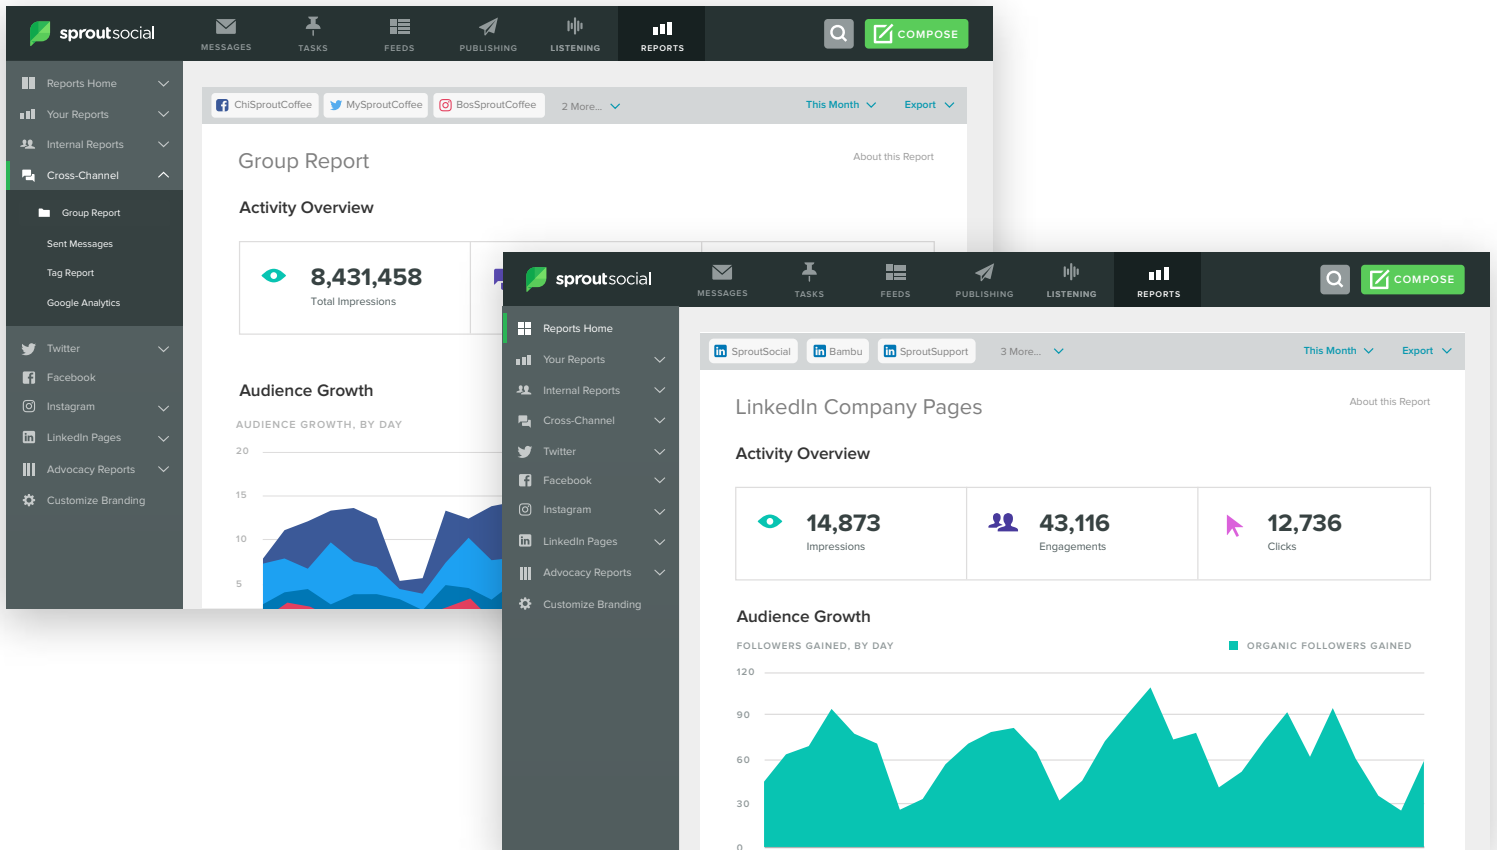 sproutsocial
MESSAGES
TASKS
FEEDS
PUBLISHING
LISTENING
REPORTS
COMPOSE
Reports Home
Your Reports
Internal Reports
Cross-Channel
Group Report
Sent Messages
Tag Report
Google Analytics
Twitter
Facebook
Instagram
LinkedIn Pages
Advocacy Reports
Customize Branding
ChiSproutCoffee
MySproutCoffee
BosSproutCoffee
2 More...
This Month
Export
Group Report
About this Report
Activity Overview
8,431,458
Total Impressions
Audience Growth
AUDIENCE GROWTH, BY DAY
20
15
10
5
sproutsocial
MESSAGES
TASKS
FEEDS
PUBLISHING
LISTENING
REPORTS
COMPOSE
Reports Home
Your Reports
Internal Reports
Cross-Channel
Twitter
Facebook
Instagram
LinkedIn Pages
Advocacy Reports
Customize Branding
SproutSocial
Bambu
SproutSupport
3 More...
This Month
Export
LinkedIn Company Pages
About this Report
Activity Overview
14,873
Impressions
43,116
Engagements
12,736
Clicks
Audience Growth
FOLLOWERS GAINED, BY DAY
ORGANIC FOLLOWERS GAINED
120
90
60
30
0